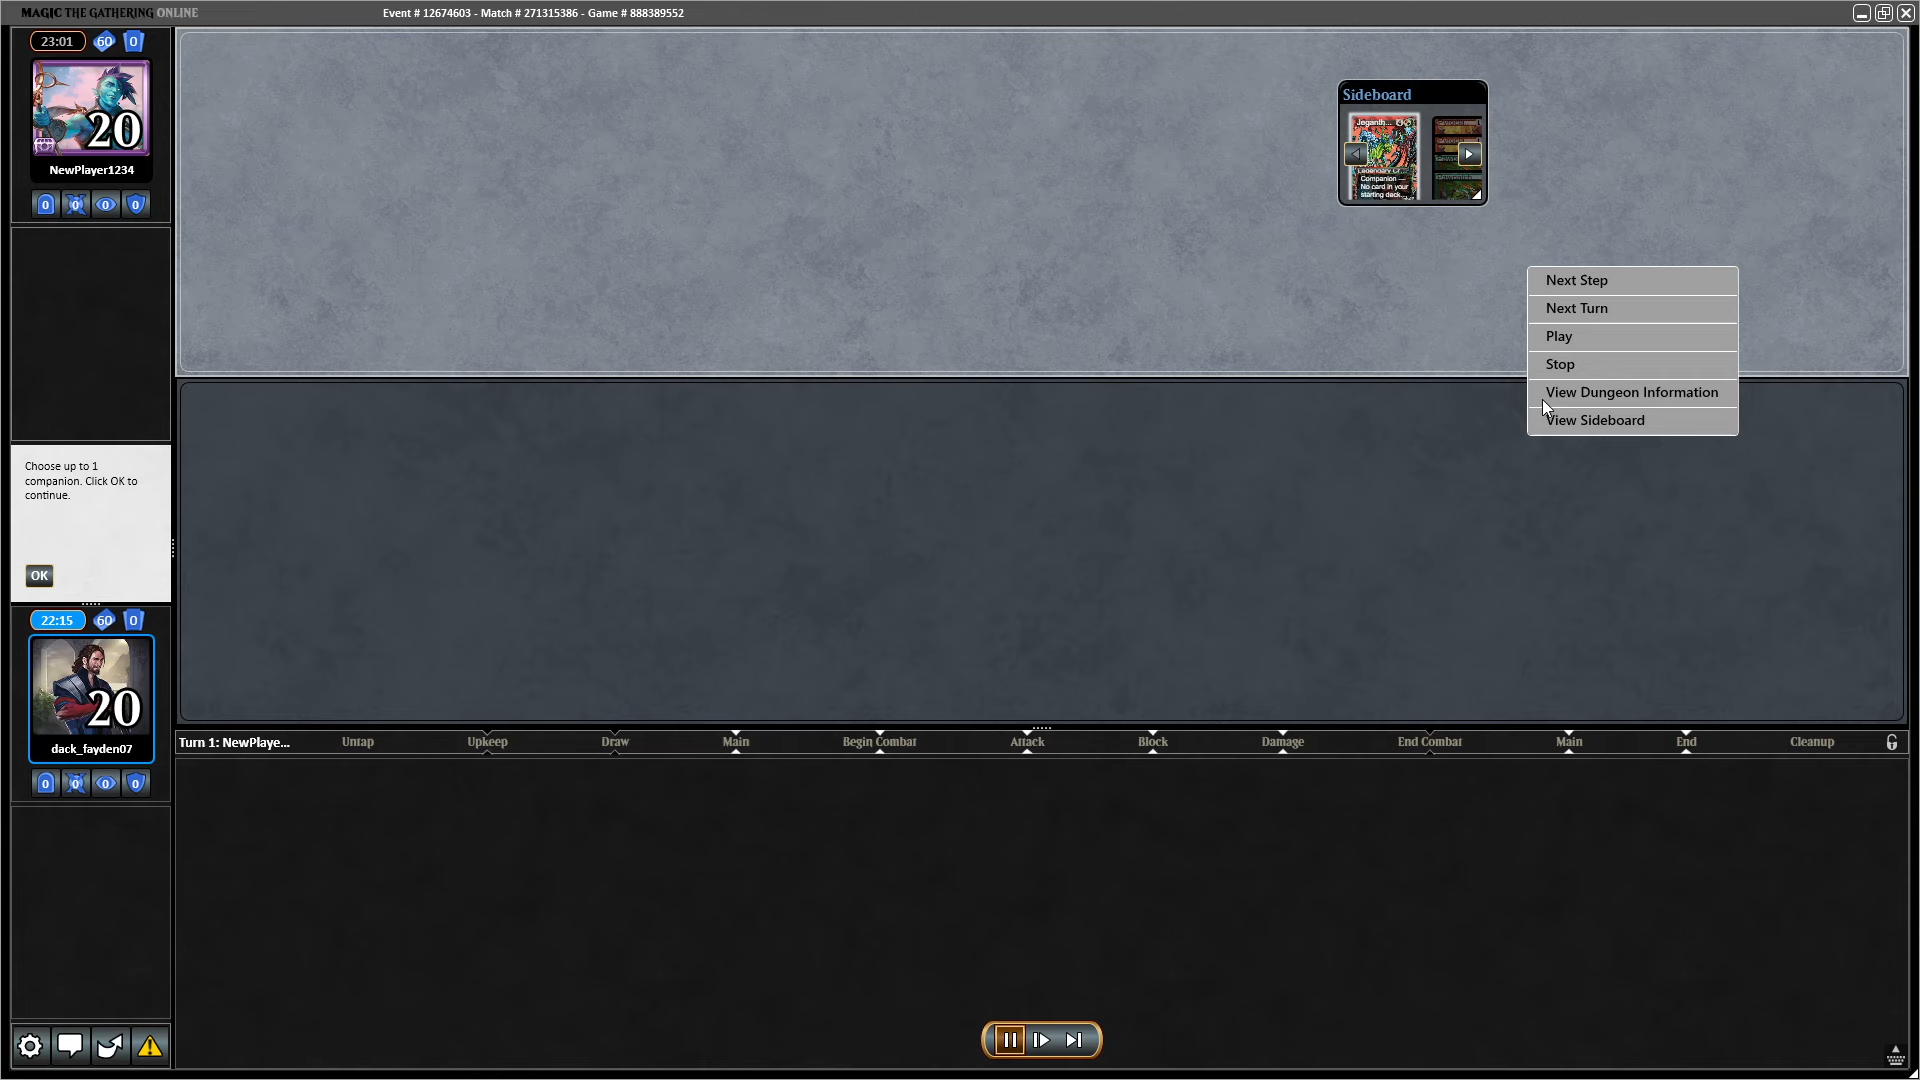 MAGIC THE GATHERING ONLINE
Event # 12674603 - Match # 271315386 - Game # 888389552
23:01 60 0
20
NewPlayer1234
0 0 0 0
Sideboard
Jeganth...
Legendary Cr...
Companion —
No card in your
starting deck...
Next Step
Next Turn
Play
Stop
View Dungeon Information
View Sideboard
Choose up to 1
companion. Click OK to
continue.
OK
22:15 60 0
20
dack_fayden07
0 0 0 0
Turn 1: NewPlaye... Untap Upkeep Draw Main Begin Combat Attack Block Damage End Combat Main End Cleanup